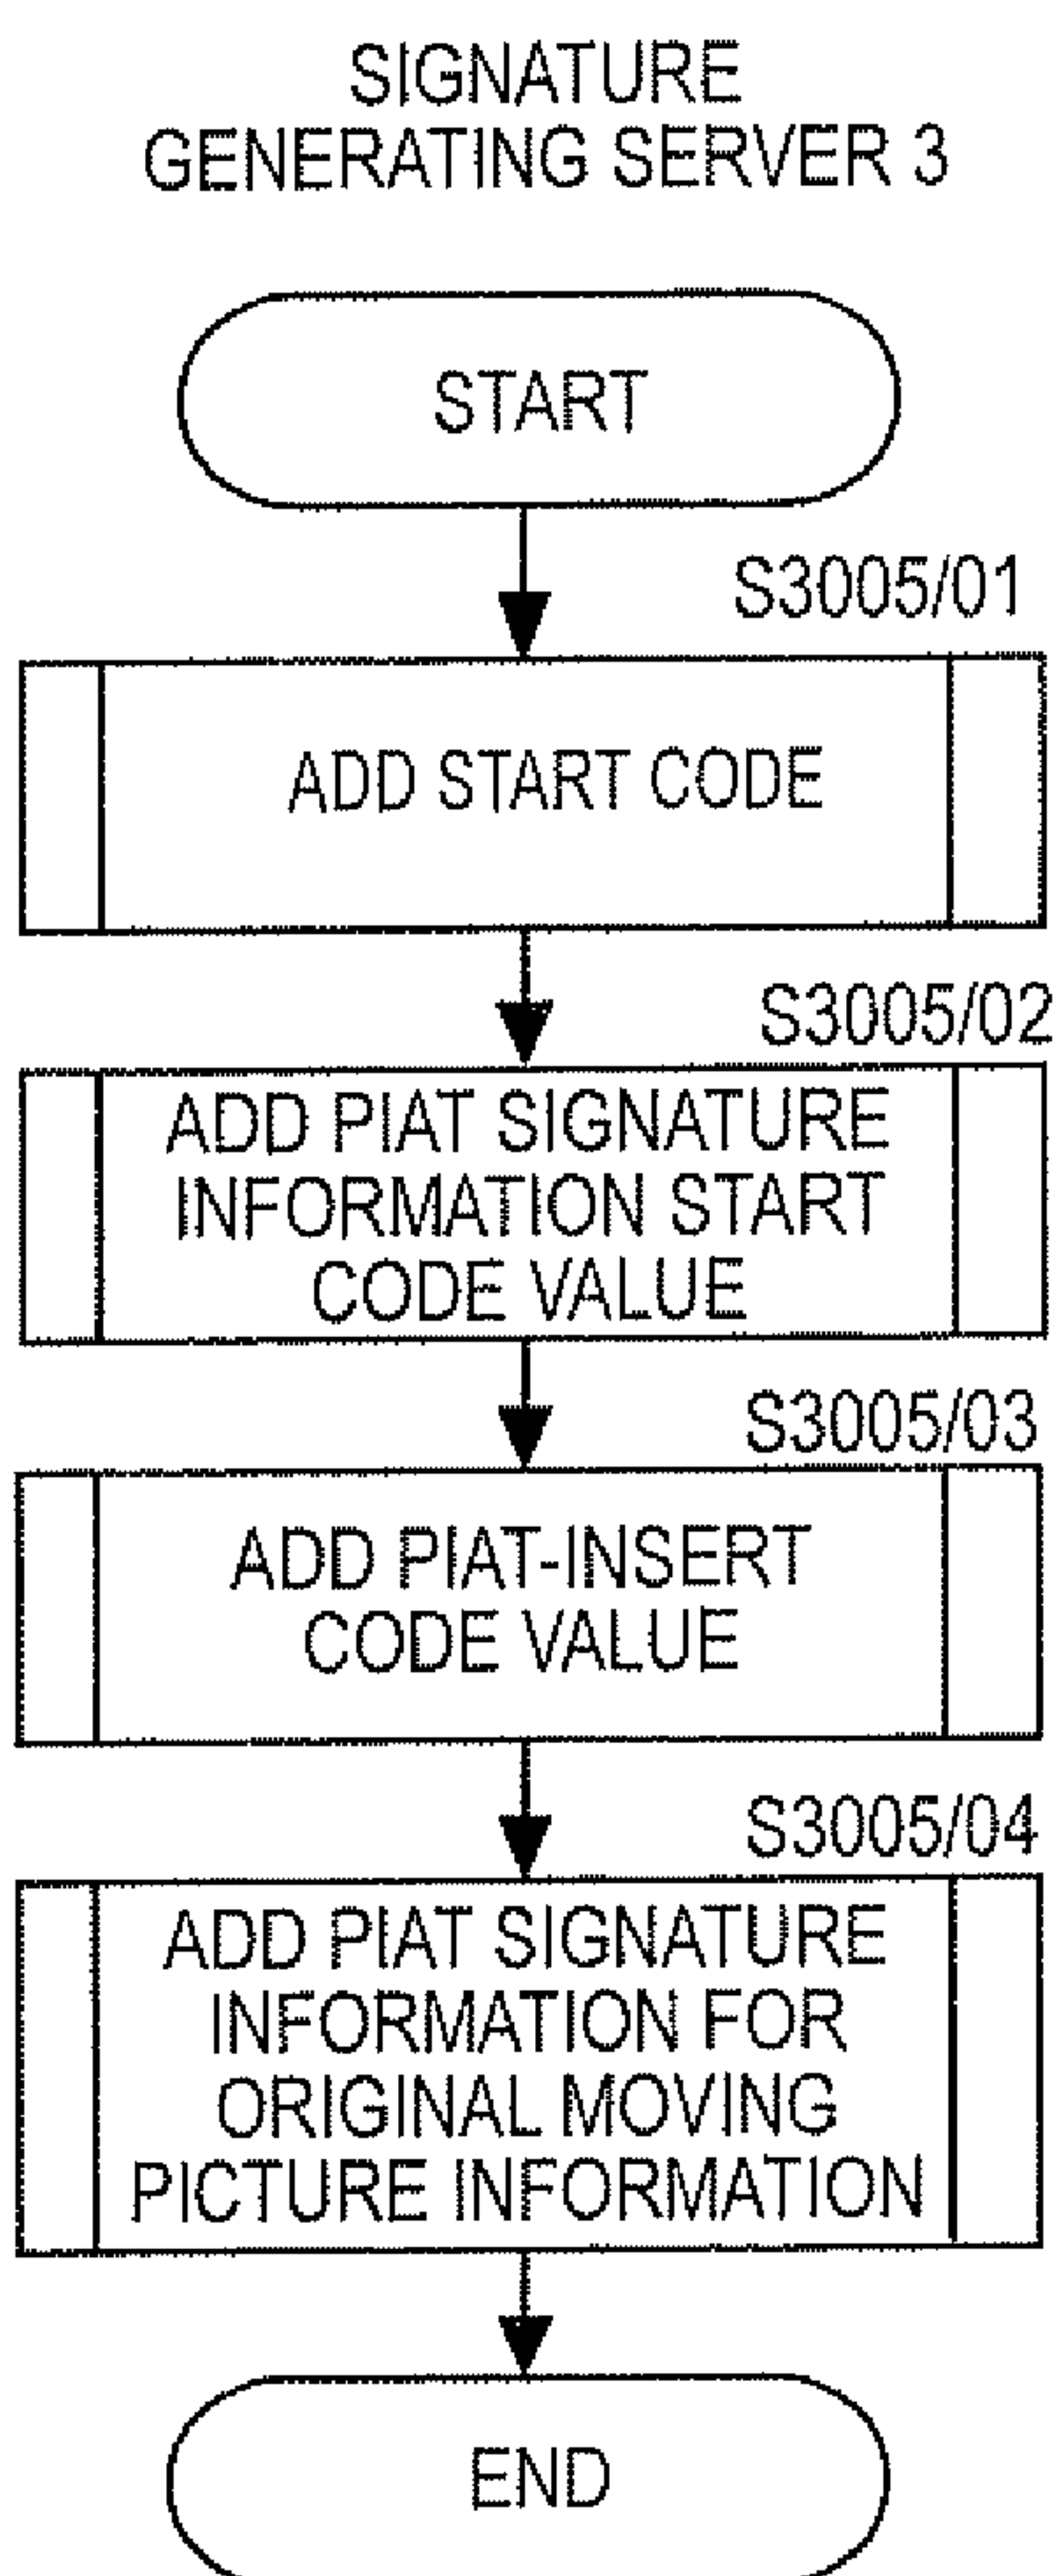 SIGNATURE
GENERATING SERVER 3
START
S3005/01
ADD START CODE
S3005/02
ADD PIAT SIGNATURE
INFORMATION START
CODE VALUE
S3005/03
ADD PIAT-INSERT
CODE VALUE
S3005/04
ADD PIAT SIGNATURE
INFORMATION FOR
ORIGINAL MOVING
PICTURE INFORMATION
END